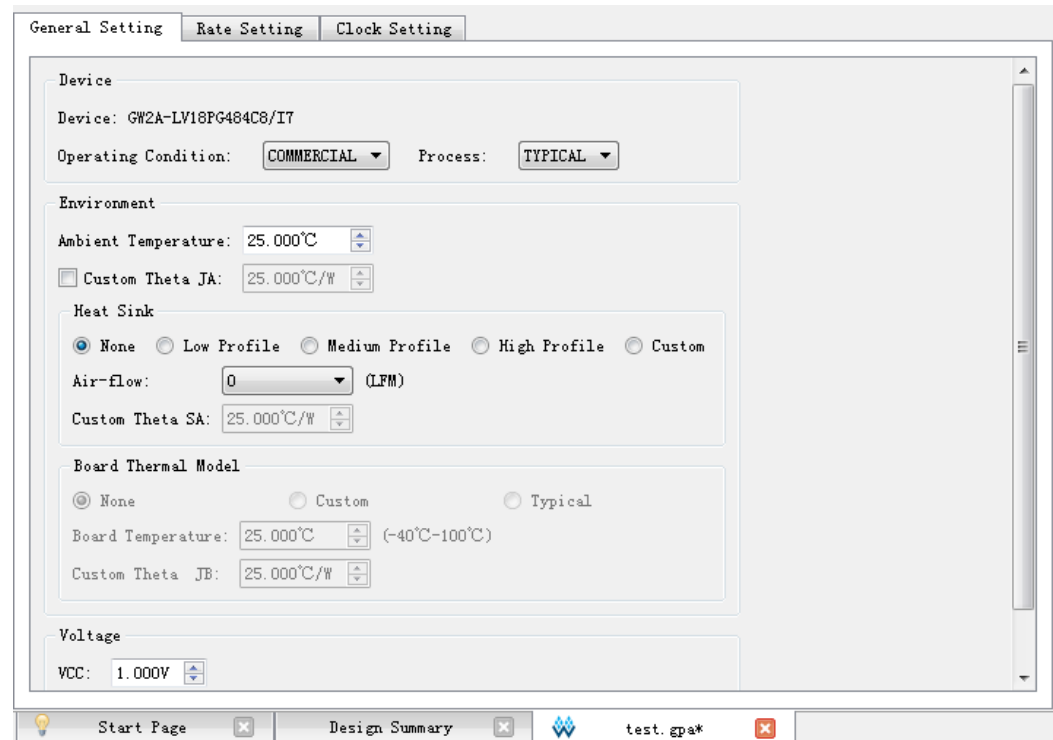 General Setting Rate Setting Clock Setting
Device
Device: GW2A-LV18PG484C8/I7
Operating Condition: COMMERCIAL Process: TYPICAL
Environment
Ambient Temperature: 25.000℃
Custom Theta JA: 25.000℃/W
Heat Sink
None Low Profile Medium Profile High Profile Custom
Air-flow: 0 (LFM)
Custom Theta SA: 25.000℃/W
Board Thermal Model
None Custom Typical
Board Temperature: 25.000℃ (-40℃-100℃)
Custom Theta JB: 25.000℃/W
Voltage
VCC: 1.000V
Start Page Design Summary test.gpa*